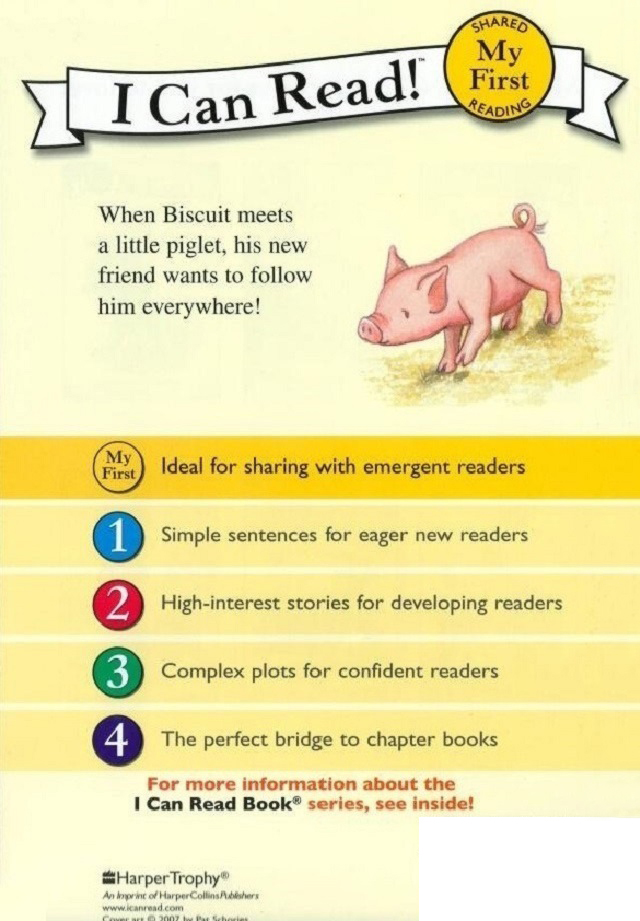 SHARED
My
First
READING
I Can Read!™
When Biscuit meets
a little piglet, his new
friend wants to follow
him everywhere!
My
First
Ideal for sharing with emergent readers
1 Simple sentences for eager new readers
2 High-interest stories for developing readers
3 Complex plots for confident readers
4 The perfect bridge to chapter books
For more information about the
I Can Read Book® series, see inside!
HarperTrophy®
An Imprint of HarperCollinsPublishers
www.icanread.com
Cover art © 2007 by Pat Schories